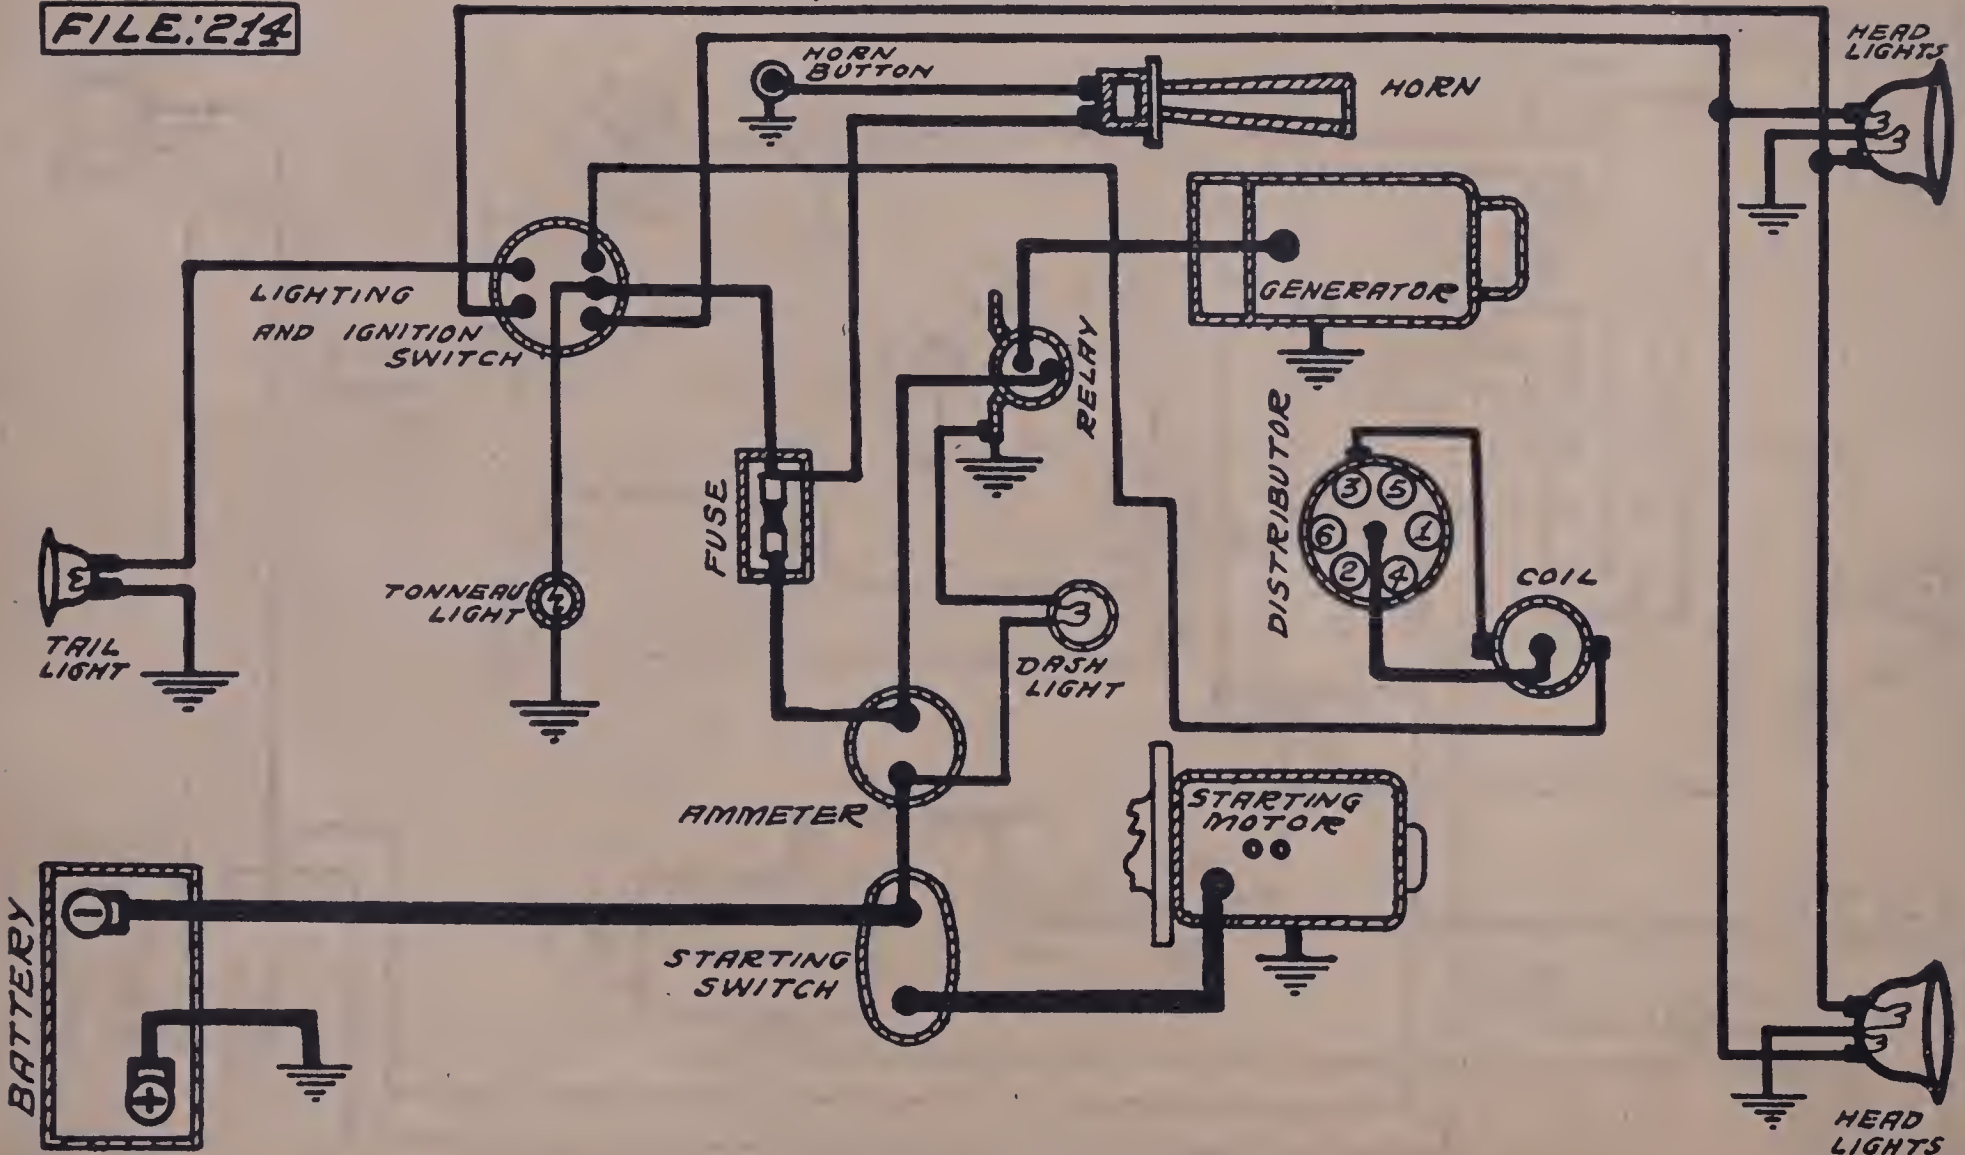 FILE:214
HEAD
LIGHTS
HORN
BUTTON
HORN
LIGHTING
AND IGNITION
SWITCH
GENERATOR
RELAY
DISTRIBUTOR
3 5
6 1
2 4
FUSE
COIL
TONNEAU
LIGHT
TAIL
LIGHT
DASH
LIGHT
AMMETER
STARTING
MOTOR
BATTERY
−
+
STARTING
SWITCH
HEAD
LIGHTS